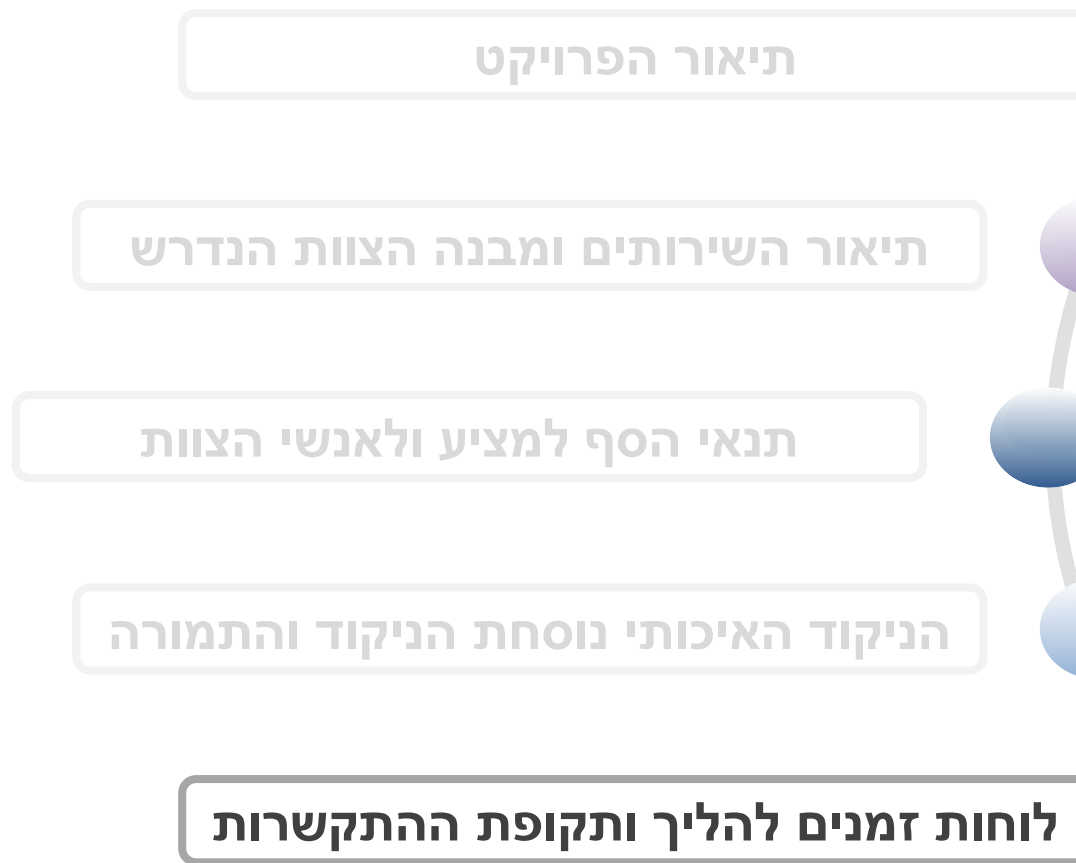 תיאור הפרויקט
תיאור השירותים ומבנה הצוות הנדרש
תנאי הסף למציע ולאנשי הצוות
הניקוד האיכותי נוסחת הניקוד והתמורה
לוחות זמנים להליך ותקופת ההתקשרות